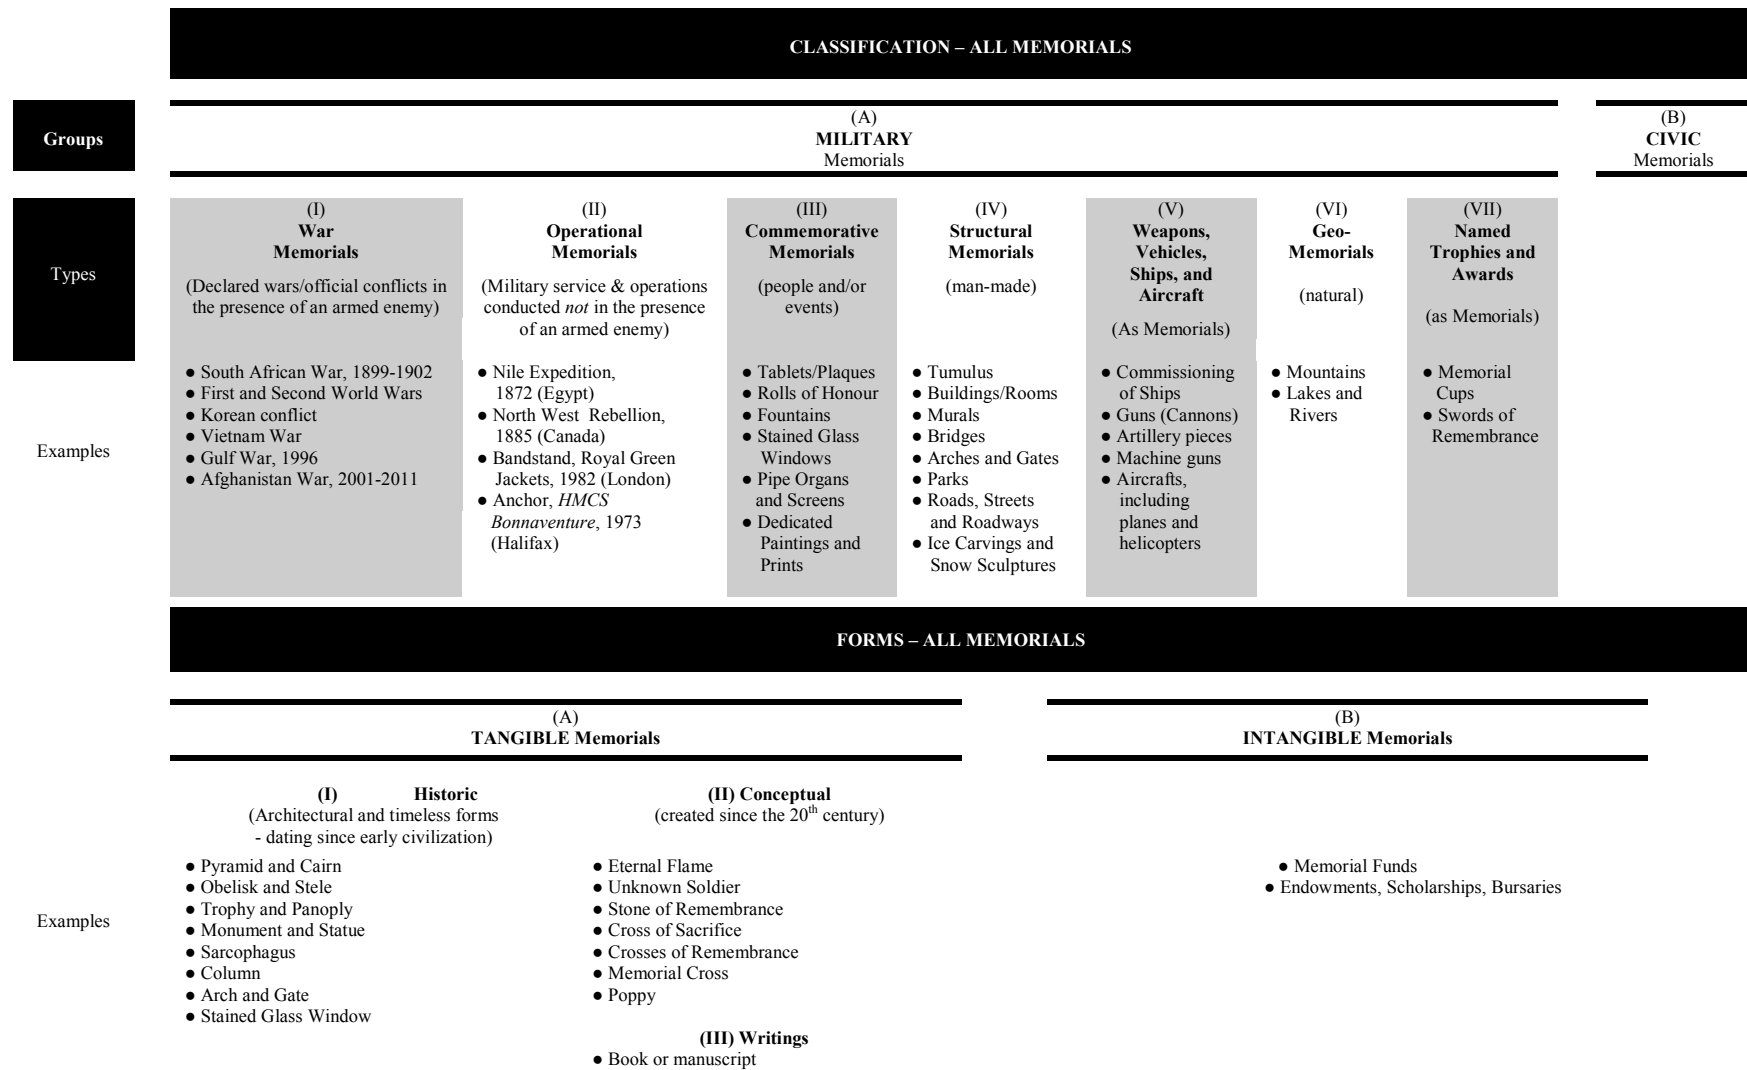 CLASSIFICATION – ALL MEMORIALS
Groups
(A)
MILITARY
Memorials
(B)
CIVIC
Memorials
Types
(I)
War
Memorials
(Declared wars/official conflicts in
the presence of an armed enemy)
(II)
Operational
Memorials
(Military service & operations
conducted not in the presence
of an armed enemy)
(III)
Commemorative
Memorials
(people and/or
events)
(IV)
Structural
Memorials
(man-made)
(V)
Weapons,
Vehicles,
Ships, and
Aircraft
(As Memorials)
(VI)
Geo-
Memorials
(natural)
(VII)
Named
Trophies and
Awards
(as Memorials)
Examples
● South African War, 1899-1902
● First and Second World Wars
● Korean conflict
● Vietnam War
● Gulf War, 1996
● Afghanistan War, 2001-2011
● Nile Expedition,
1872 (Egypt)
● North West Rebellion,
1885 (Canada)
● Bandstand, Royal Green
Jackets, 1982 (London)
● Anchor, HMCS
Bonnaventure, 1973
(Halifax)
● Tablets/Plaques
● Rolls of Honour
● Fountains
● Stained Glass
Windows
● Pipe Organs
and Screens
● Dedicated
Paintings and
Prints
● Tumulus
● Buildings/Rooms
● Murals
● Bridges
● Arches and Gates
● Parks
● Roads, Streets
and Roadways
● Ice Carvings and
Snow Sculptures
● Commissioning
of Ships
● Guns (Cannons)
● Artillery pieces
● Machine guns
● Aircrafts,
including
planes and
helicopters
● Mountains
● Lakes and
Rivers
● Memorial
Cups
● Swords of
Remembrance
FORMS – ALL MEMORIALS
(A)
TANGIBLE Memorials
(B)
INTANGIBLE Memorials
(I) Historic
(Architectural and timeless forms
- dating since early civilization)
(II) Conceptual
(created since the 20th century)
Examples
● Pyramid and Cairn
● Obelisk and Stele
● Trophy and Panoply
● Monument and Statue
● Sarcophagus
● Column
● Arch and Gate
● Stained Glass Window
● Eternal Flame
● Unknown Soldier
● Stone of Remembrance
● Cross of Sacrifice
● Crosses of Remembrance
● Memorial Cross
● Poppy
(III) Writings
● Book or manuscript
● Memorial Funds
● Endowments, Scholarships, Bursaries